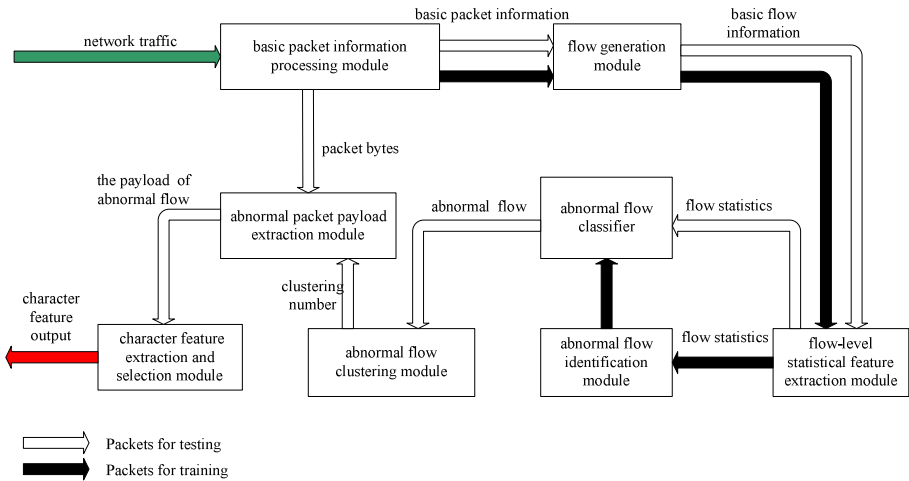 basic packet information
basic flow
information
network traffic
basic packet information
processing module
flow generation
module
packet bytes
the payload of
abnormal flow
abnormal packet payload
extraction module
abnormal flow
abnormal flow
classifier
flow statistics
clustering
number
character
feature
output
character feature
extraction and
selection module
abnormal flow
clustering module
abnormal flow
identification
module
flow statistics
flow-level
statistical feature
extraction module
Packets for testing
Packets for training